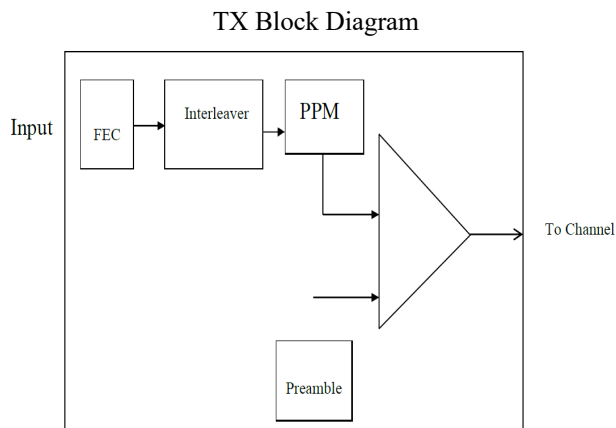 TX Block Diagram
Input
FEC
Interleaver
PPM
To Channel
Preamble